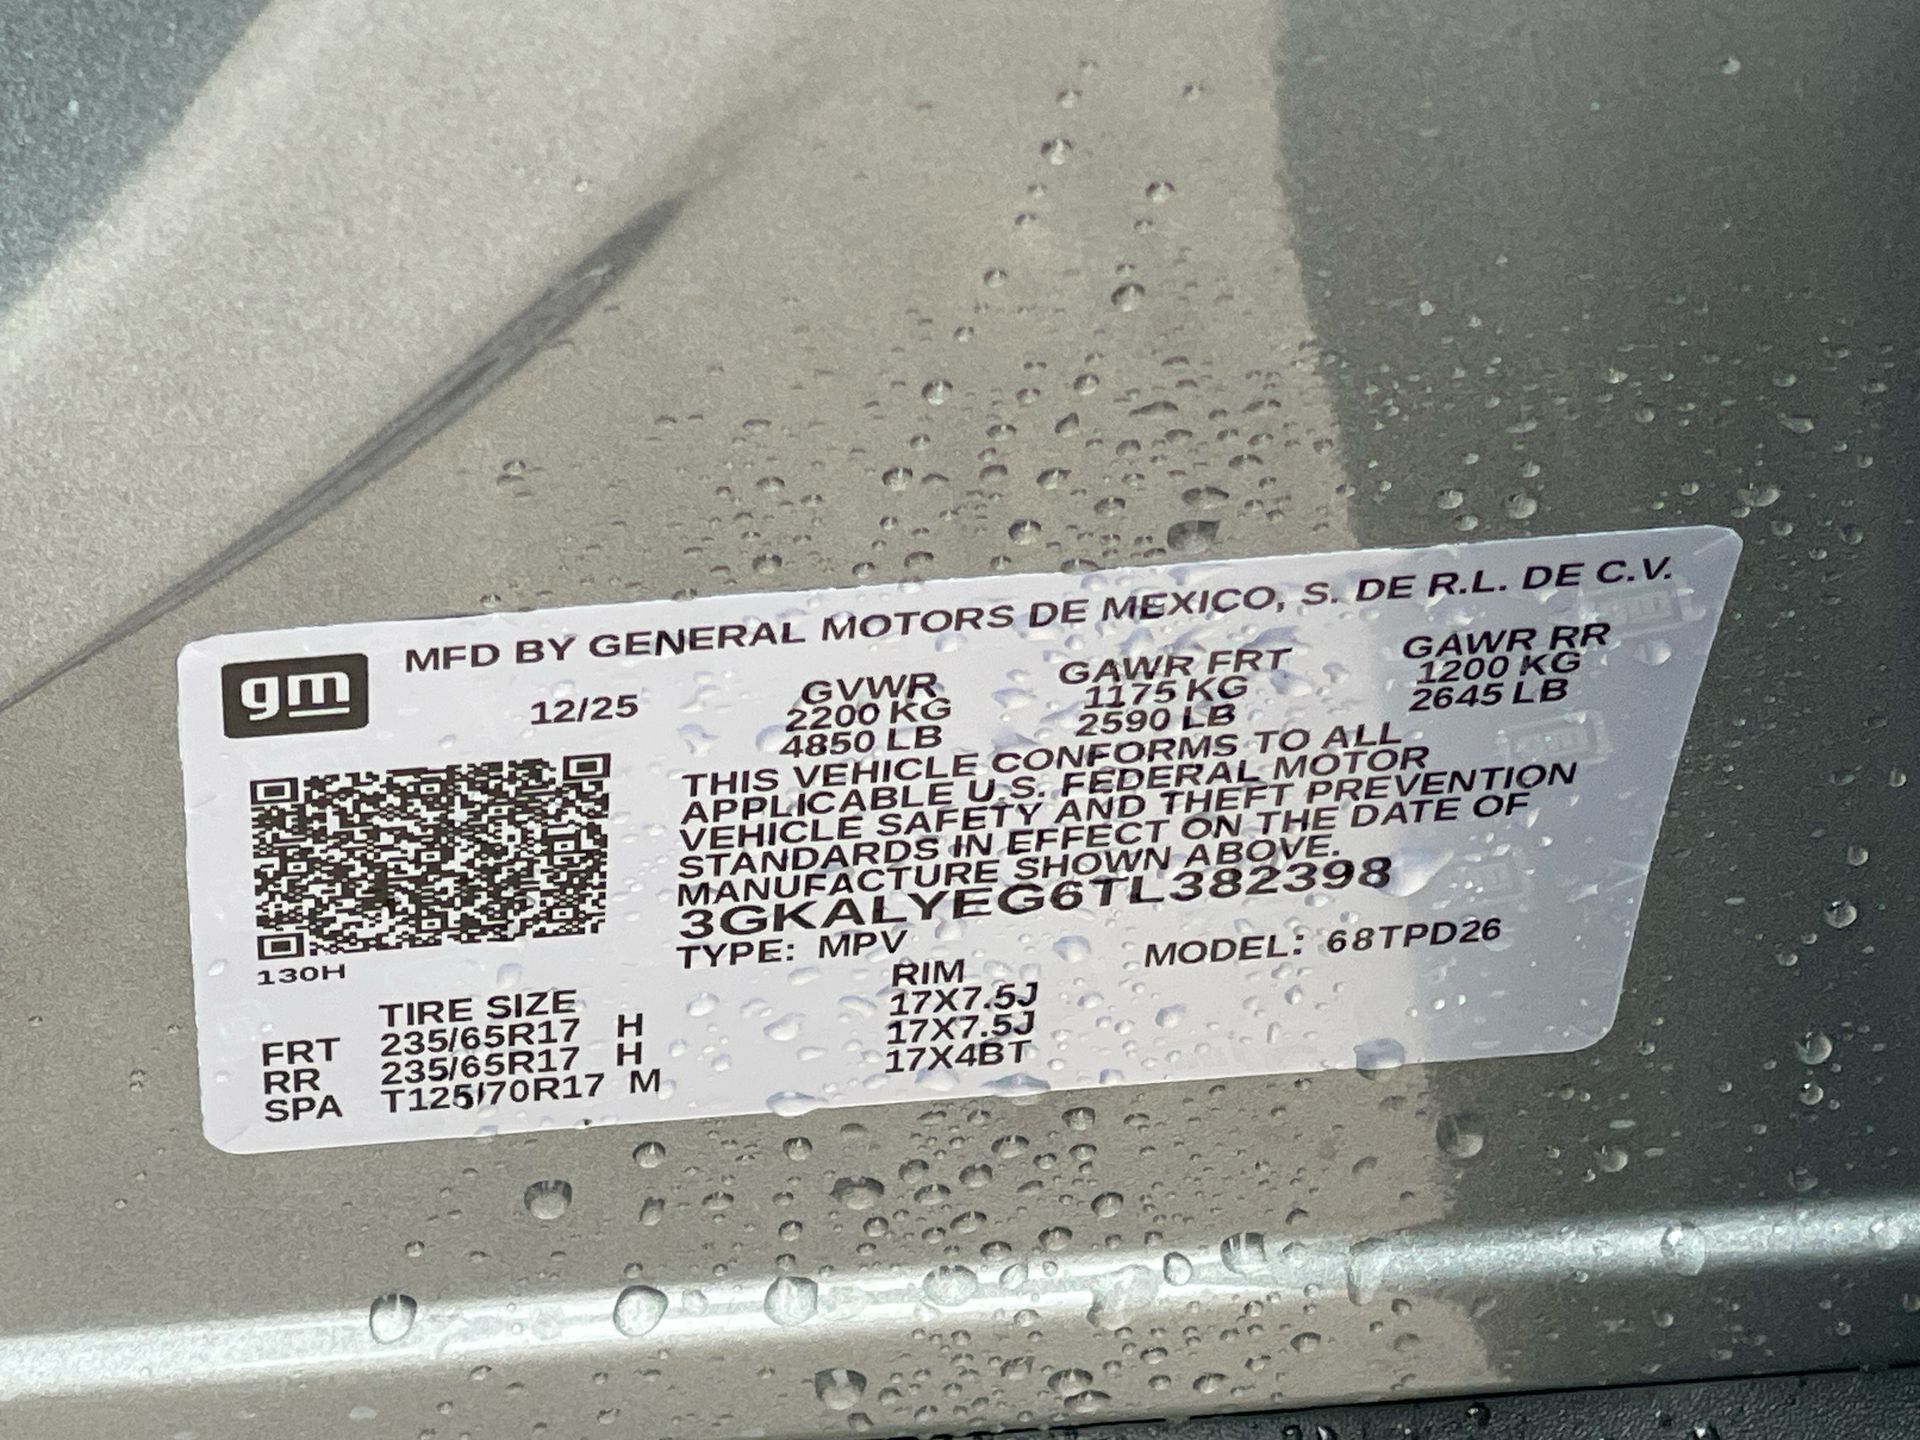 gm
MFD BY GENERAL MOTORS DE MEXICO, S. DE R.L. DE C.V.
12/25
GVWR GAWR FRT GAWR RR
2200 KG 1175 KG 1200 KG
4850 LB 2590 LB 2645 LB
THIS VEHICLE CONFORMS TO ALL
APPLICABLE U.S. FEDERAL MOTOR
VEHICLE SAFETY AND THEFT PREVENTION
STANDARDS IN EFFECT ON THE DATE OF
MANUFACTURE SHOWN ABOVE.
3GKALYEG6TL382398
TYPE: MPV MODEL: 68TPD26
130H
TIRE SIZE RIM
FRT 235/65R17 H 17X7.5J
RR 235/65R17 H 17X7.5J
SPA T125/70R17 M 17X4BT